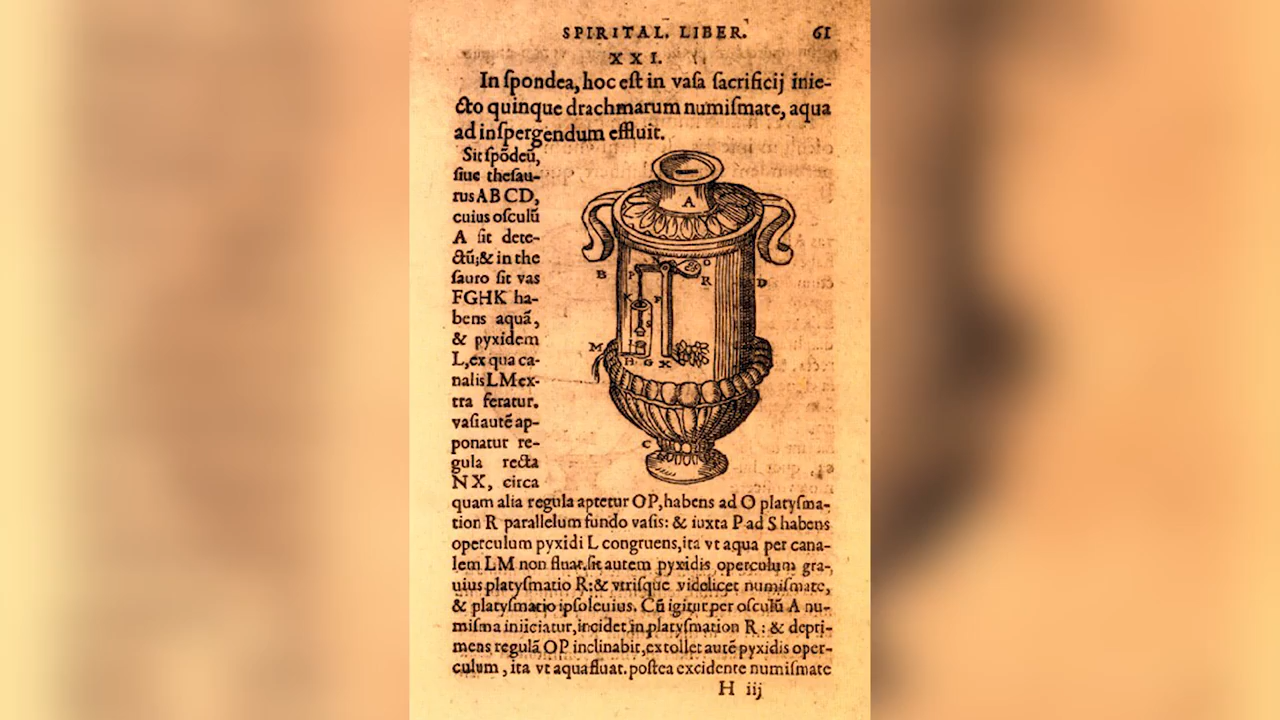 SPIRITAL. LIBER. 61
XXI.
In ſpondea, hoc eſt in vaſa ſacrificij inie-
cto quinque drachmarum numiſmate, aqua
ad inſpergendum effluit.
Sit ſpõdeũ,
ſiue theſau-
rus ABCD,
cuius oſculũ
A ſit dete-
ctũ; & in the
ſauro ſit vas
FGHK ha-
bens aquã,
& pyxidem
L, ex qua ca-
nalis LM ex-
tra feratur.
vaſi autẽ ap-
ponatur re-
gula recta
NX, circa
A
B
O
R
D
P
K
F
S
M
H G X
C
quam alia regula aptetur OP, habens ad O platyſma-
tion R parallelum fundo vaſis: & iuxta P ad S habens
operculum pyxidi L congruens, ita vt aqua per cana-
lem LM non fluat. ſit autem pyxidis operculum gra-
uius platyſmatio R: & vtriſque videlicet numiſmate,
& platyſmatio ipſo leuius. Cũ igitur per oſculũ A nu-
miſma iniiciatur, incidet in platyſmation R: & depri-
mens regulã OP inclinabit, extollet autẽ pyxidis oper-
culum, ita vt aqua fluat. poſtea excidente numiſmate
H iij